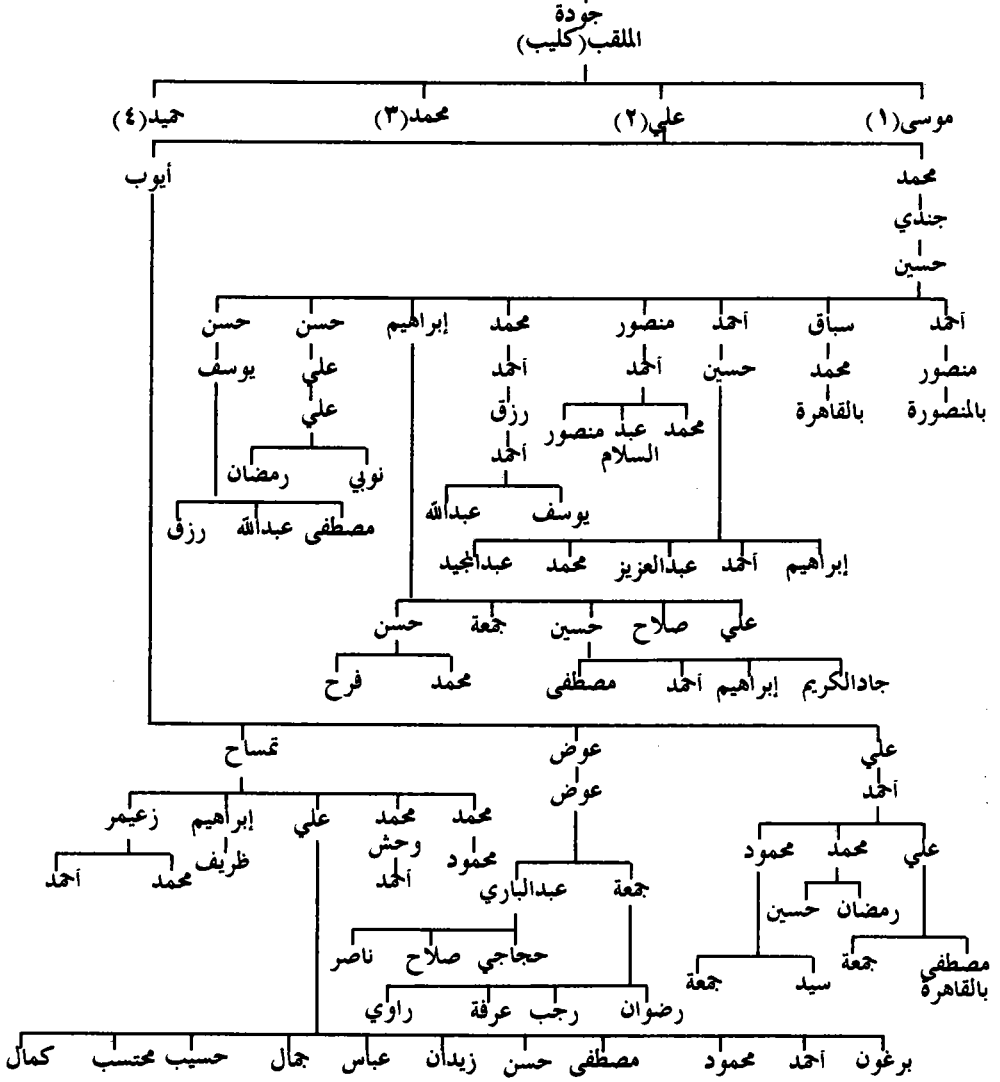 جودة
الملقب(كليب)
موسى(١) علي(٢) محمد(٣) حميد(٤)
محمد أيوب
جندي
حسين
أحمد سباق أحمد منصور محمد إبراهيم حسن حسن
منصور محمد حسين أحمد أحمد علي يوسف
بالمنصورة بالقاهرة رزق علي
محمد عبد السلام منصور
أحمد
نوبي رمضان
يوسف عبدالله
مصطفى عبدالله رزق
إبراهيم أحمد عبدالعزيز محمد عبدالمجيد
علي صلاح حسين جمعة حسن
جادالكريم إبراهيم أحمد مصطفى محمد فرح
علي عوض تمساح
أحمد عوض
محمد محمد علي إبراهيم زعيمر
علي محمد محمود
محمود وحش ظريف
أحمد محمد أحمد
جمعة عبدالباري
رمضان حسين
حجاجي صلاح ناصر
مصطفى جمعة
بالقاهرة
سيد جمعة
رضوان رجب عرفة راوي
برغون أحمد محمود مصطفى حسن زيدان عباس جمال حسيب محتسب كمال